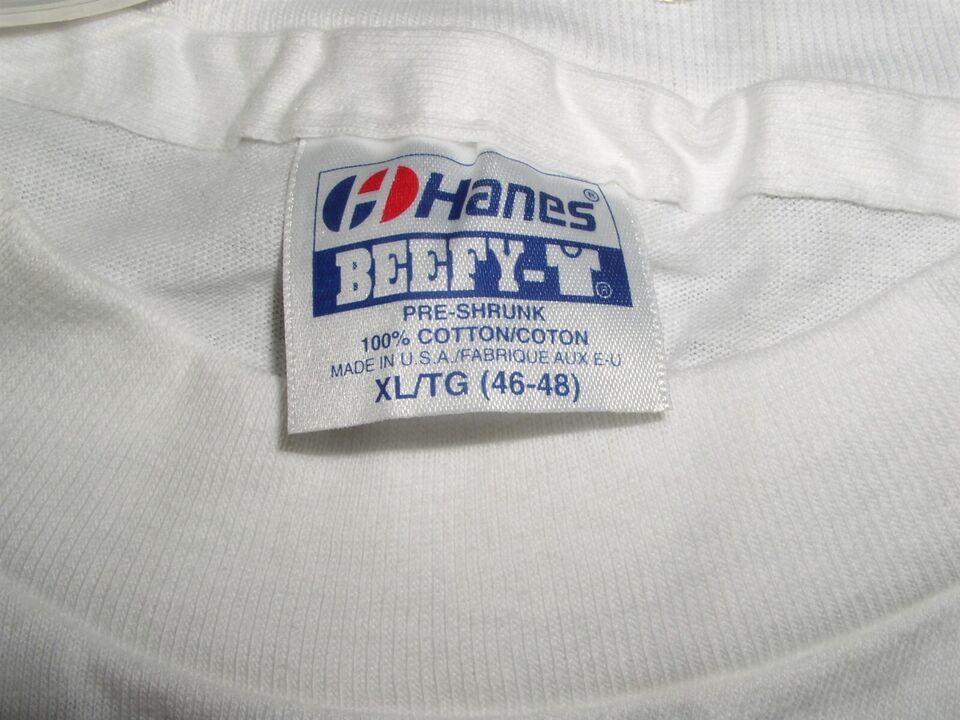 Hanes®
BEEFY-T®
PRE-SHRUNK
100% COTTON/COTON
MADE IN U.S.A./FABRIQUE AUX E-U
XL/TG (46-48)